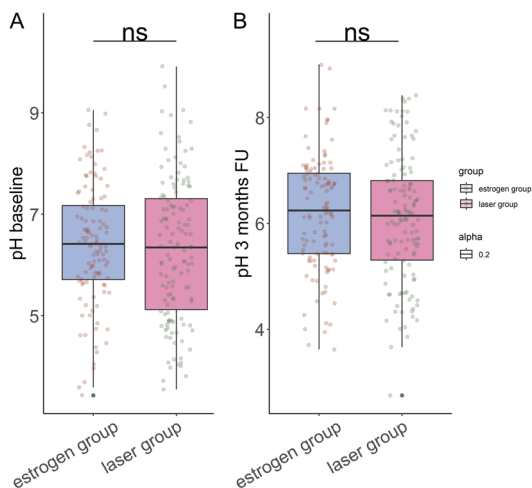 A
ns
pH baseline
9
7
5
estrogen group
laser group
B
ns
pH 3 months FU
8
6
4
estrogen group
laser group
group
estrogen group
laser group
alpha
0.2